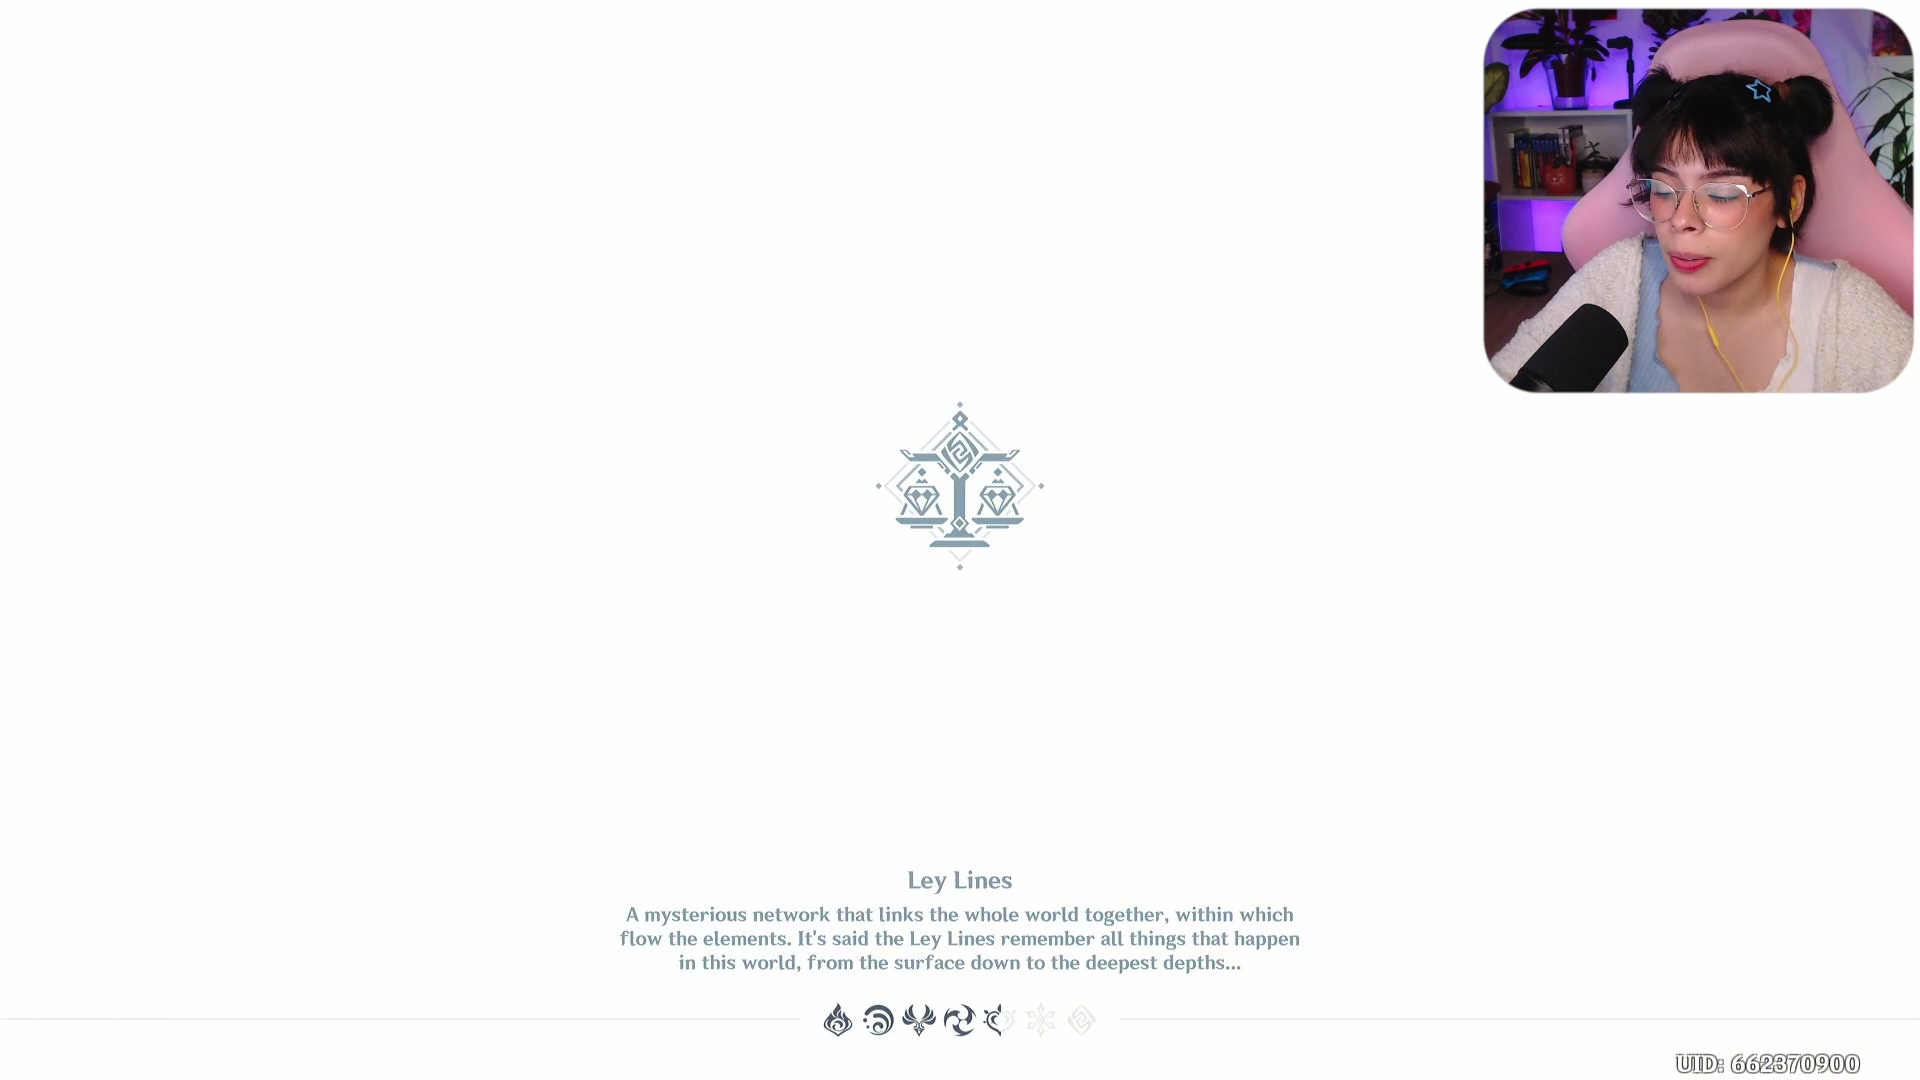 Ley Lines
A mysterious network that links the whole world together, within which
flow the elements. It's said the Ley Lines remember all things that happen
in this world, from the surface down to the deepest depths...
UID: 662370900